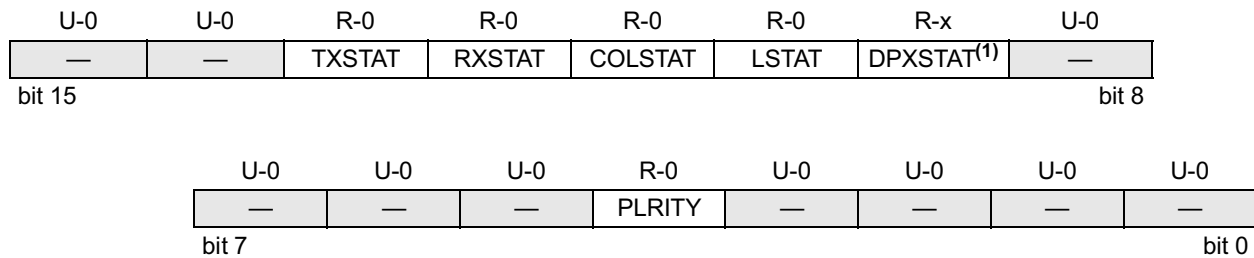 U-0 U-0 R-0 R-0 R-0 R-0 R-x U-0
— — TXSTAT RXSTAT COLSTAT LSTAT DPXSTAT(1) —
bit 15 bit 8
U-0 U-0 U-0 R-0 U-0 U-0 U-0 U-0
— — — PLRITY — — — —
bit 7 bit 0